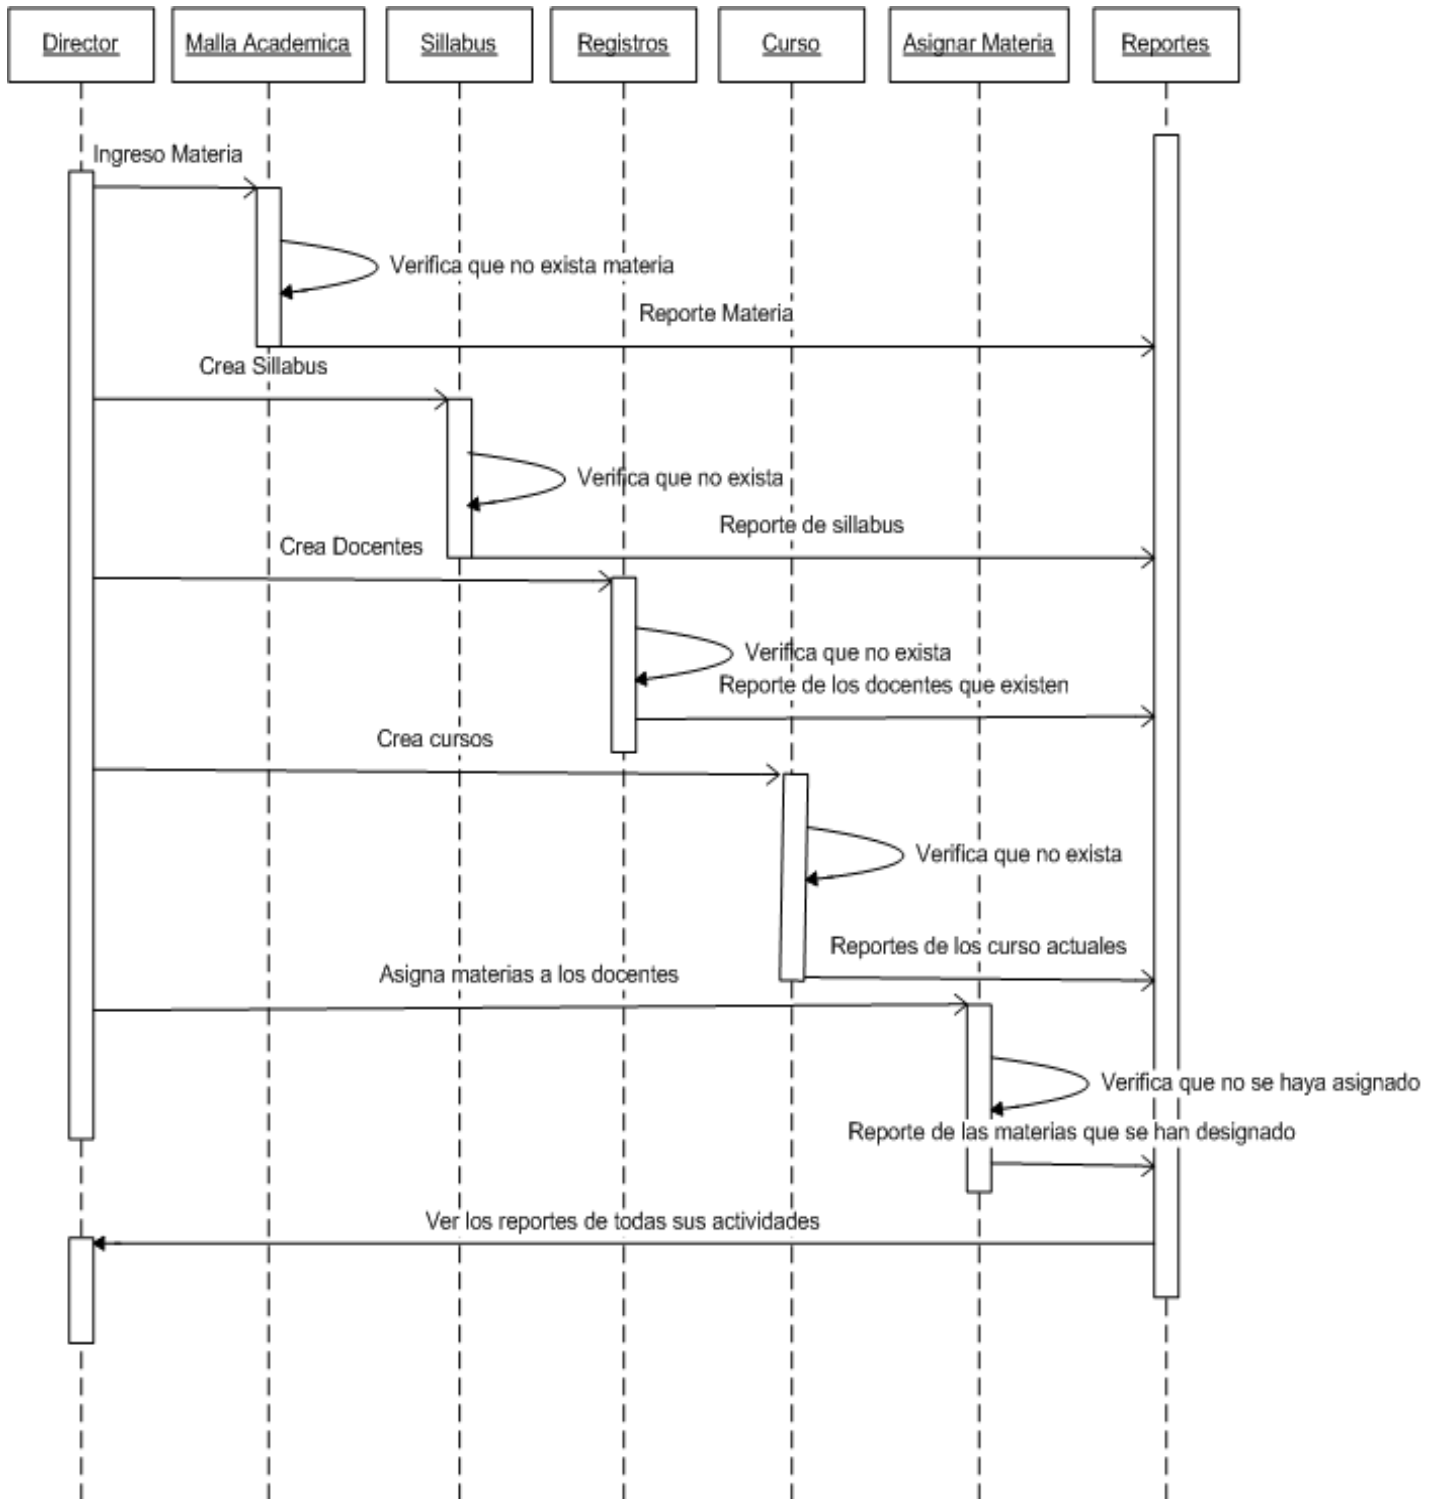 Director
Malla Academica
Sillabus
Registros
Curso
Asignar Materia
Reportes
Ingreso Materia
Verifica que no exista materia
Reporte Materia
Crea Sillabus
Verifica que no exista
Reporte de sillabus
Crea Docentes
Verifica que no exista
Reporte de los docentes que existen
Crea cursos
Verifica que no exista
Reportes de los curso actuales
Asigna materias a los docentes
Verifica que no se haya asignado
Reporte de las materias que se han designado
Ver los reportes de todas sus actividades